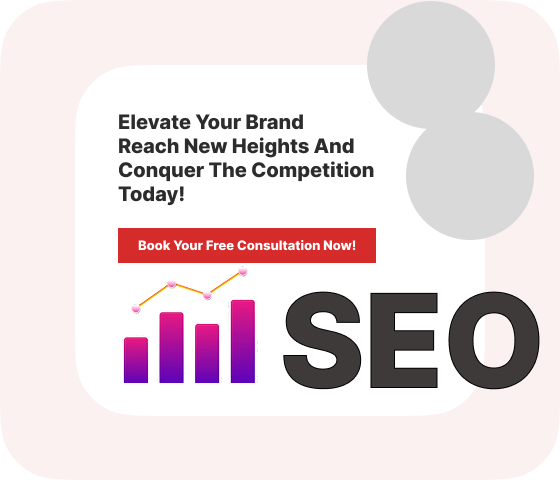 Elevate Your Brand
Reach New Heights And
Conquer The Competition
Today!
Book Your Free Consultation Now!
SEO